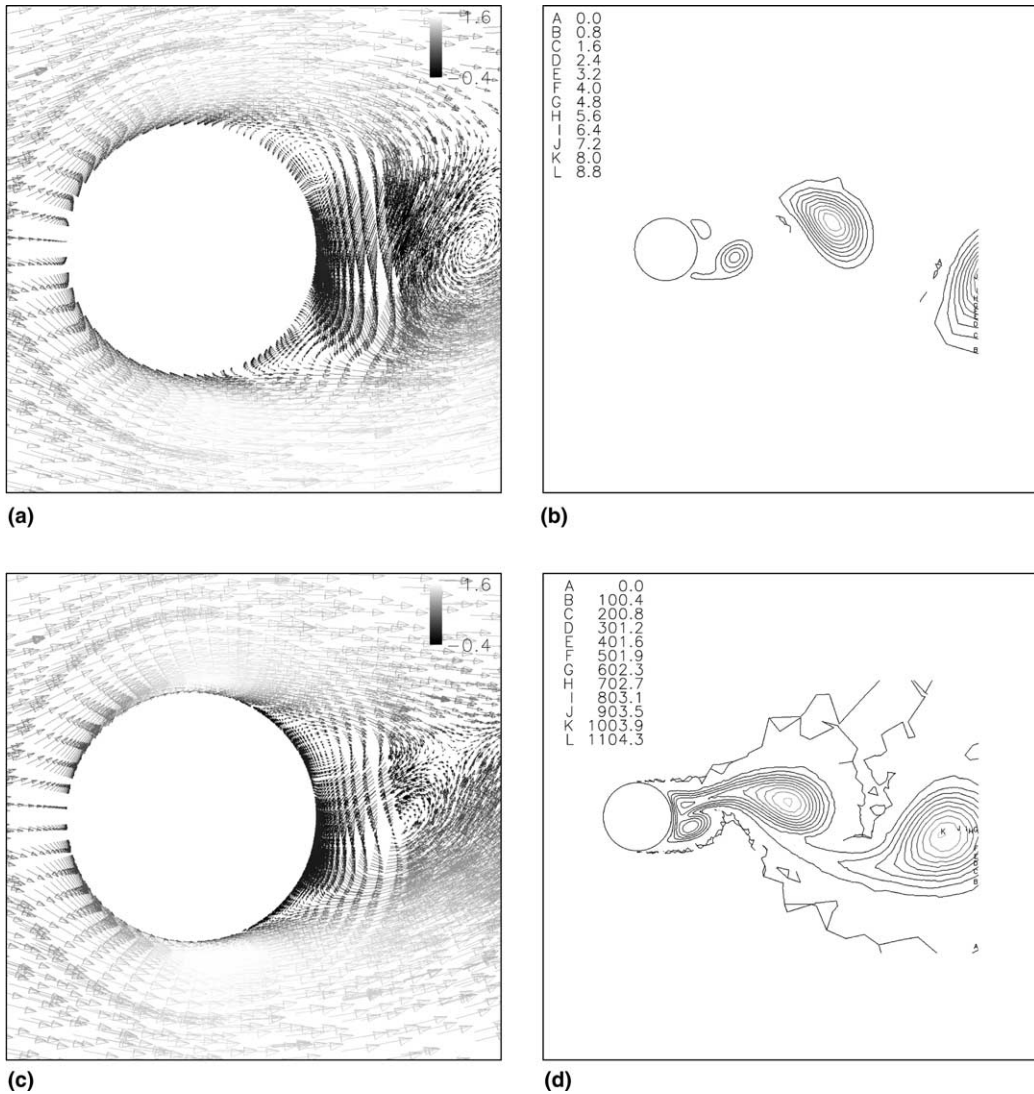 1.6
-0.4
A 0.0
B 0.8
C 1.6
D 2.4
E 3.2
F 4.0
G 4.8
H 5.6
I 6.4
J 7.2
K 8.0
L 8.8
C
B
(a)
(b)
1.6
-0.4
A 0.0
B 100.4
C 200.8
D 301.2
E 401.6
F 501.9
G 602.3
H 702.7
I 803.1
J 903.5
K 1003.9
L 1104.3
K J H
B
A
(c)
(d)